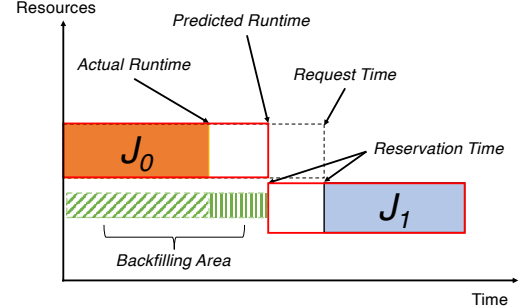 Resources
Predicted Runtime
Actual Runtime
Request Time
J0
Reservation Time
J1
Backfilling Area
Time